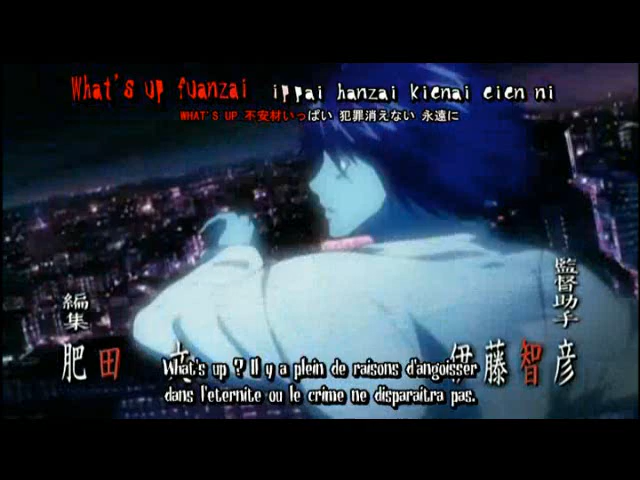 What's up fuanzai ippai hanzai kienai eien ni
WHAT'S UP 不安材いっぱい 犯罪消えない 永遠に
監督助手
伊藤智彦
編集
肥田
What's up ? Il y a plein de raisons d'angoisser
dans l'eternite ou le crime ne disparaîtra pas.